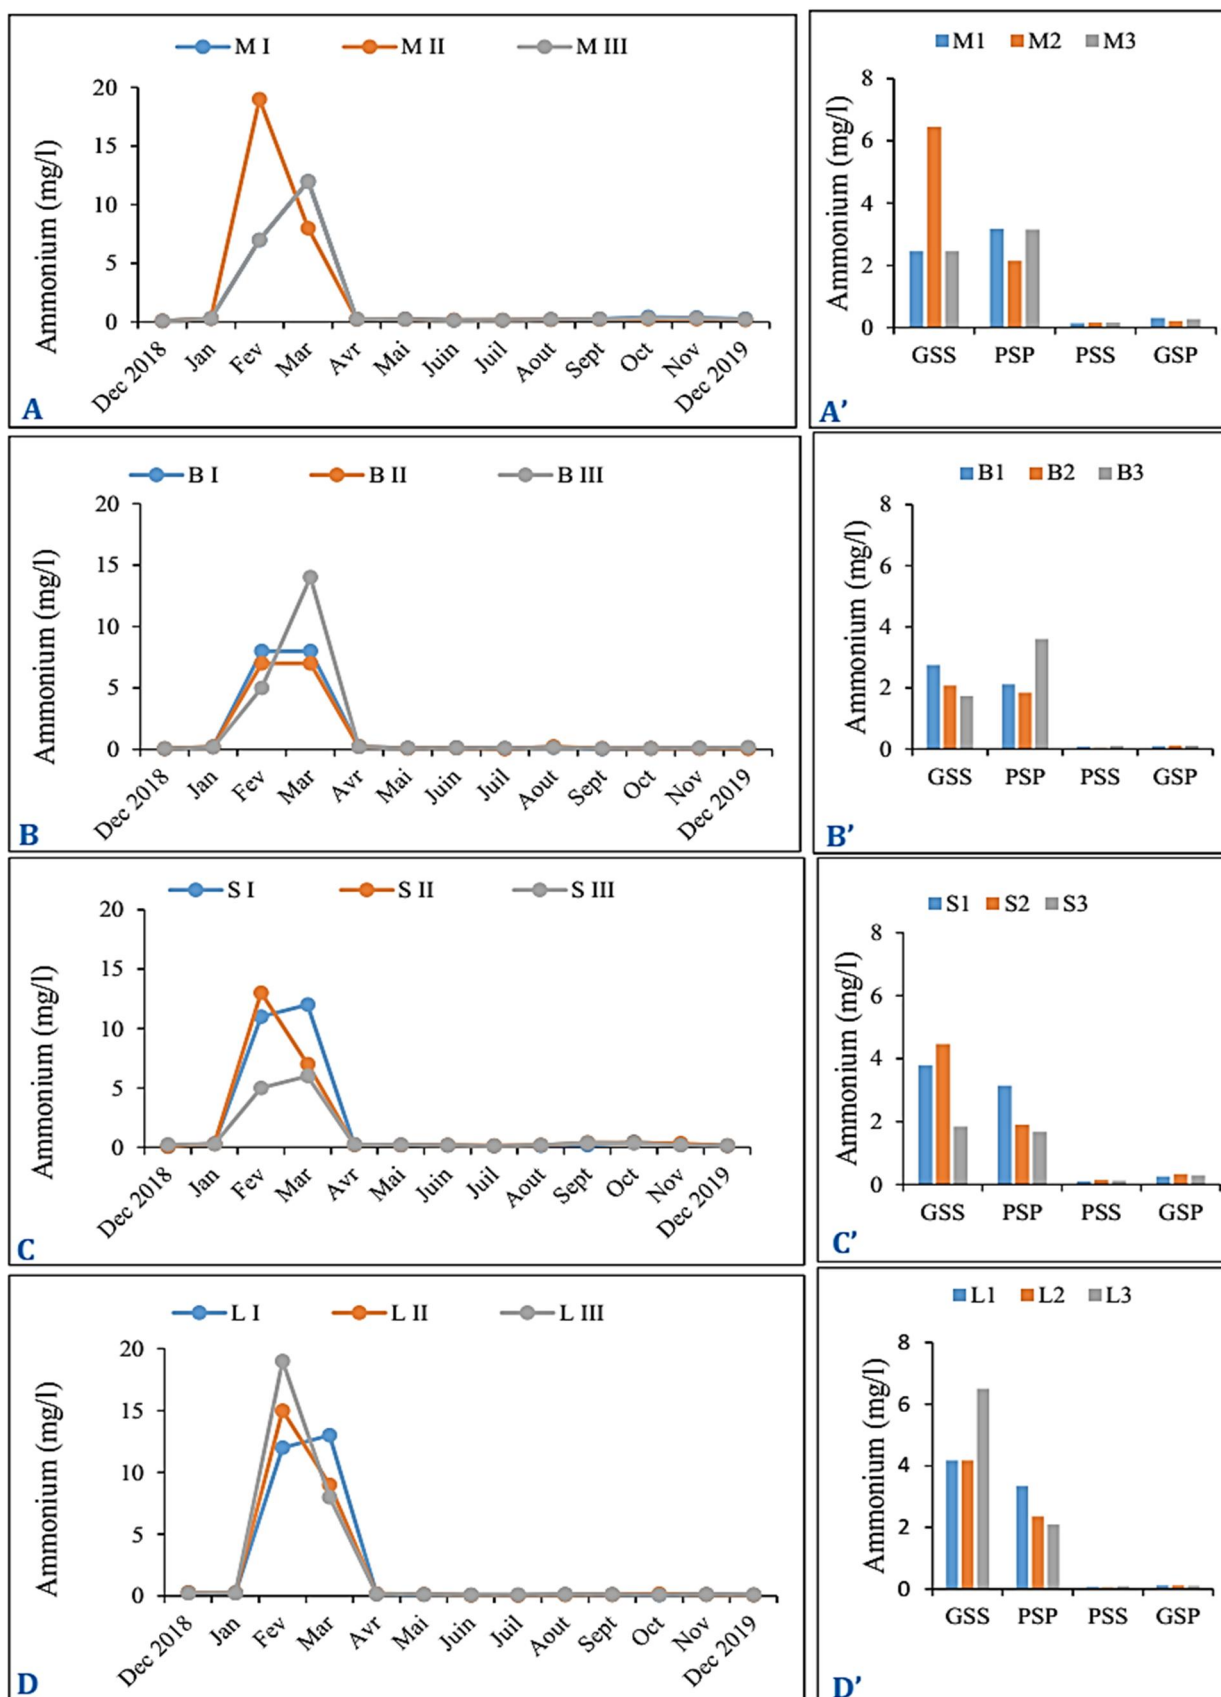 M I M II M III
Ammonium (mg/l)
20
15
10
5
0
Dec 2018 Jan Fev Mar Avr Mai Juin Juil Aout Sept Oct Nov Dec 2019
A
M1 M2 M3
Ammonium (mg/l)
8
6
4
2
0
GSS PSP PSS GSP
A’
B I B II B III
Ammonium (mg/l)
20
15
10
5
0
Dec 2018 Jan Fev Mar Avr Mai Juin Juil Aout Sept Oct Nov Dec 2019
B
B1 B2 B3
Ammonium (mg/l)
8
6
4
2
0
GSS PSP PSS GSP
B’
S I S II S III
Ammonium (mg/l)
20
15
10
5
0
Dec 2018 Jan Fev Mar Avr Mai Juin Juil Aout Sept Oct Nov Dec 2019
C
S1 S2 S3
Ammonium (mg/l)
8
6
4
2
0
GSS PSP PSS GSP
C’
L I L II L III
Ammonium (mg/l)
20
15
10
5
0
Dec 2018 Jan Fev Mar Avr Mai Juin Juil Aout Sept Oct Nov Dec 2019
D
L1 L2 L3
Ammonium (mg/l)
8
6
4
2
0
GSS PSP PSS GSP
D’